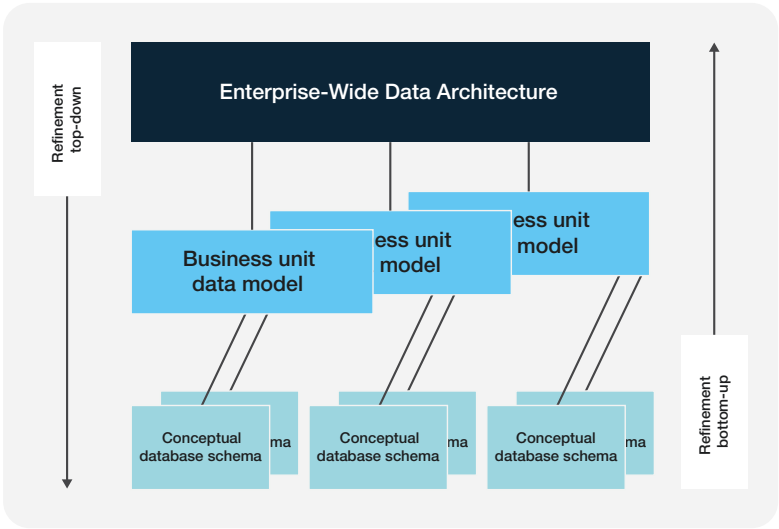 Refinement
top-down
Enterprise-Wide Data Architecture
Business unit
data model
ess unit
model
ess unit
model
Conceptual
database schema
ma
Conceptual
database schema
ma
Conceptual
database schema
ma
Refinement
bottom-up